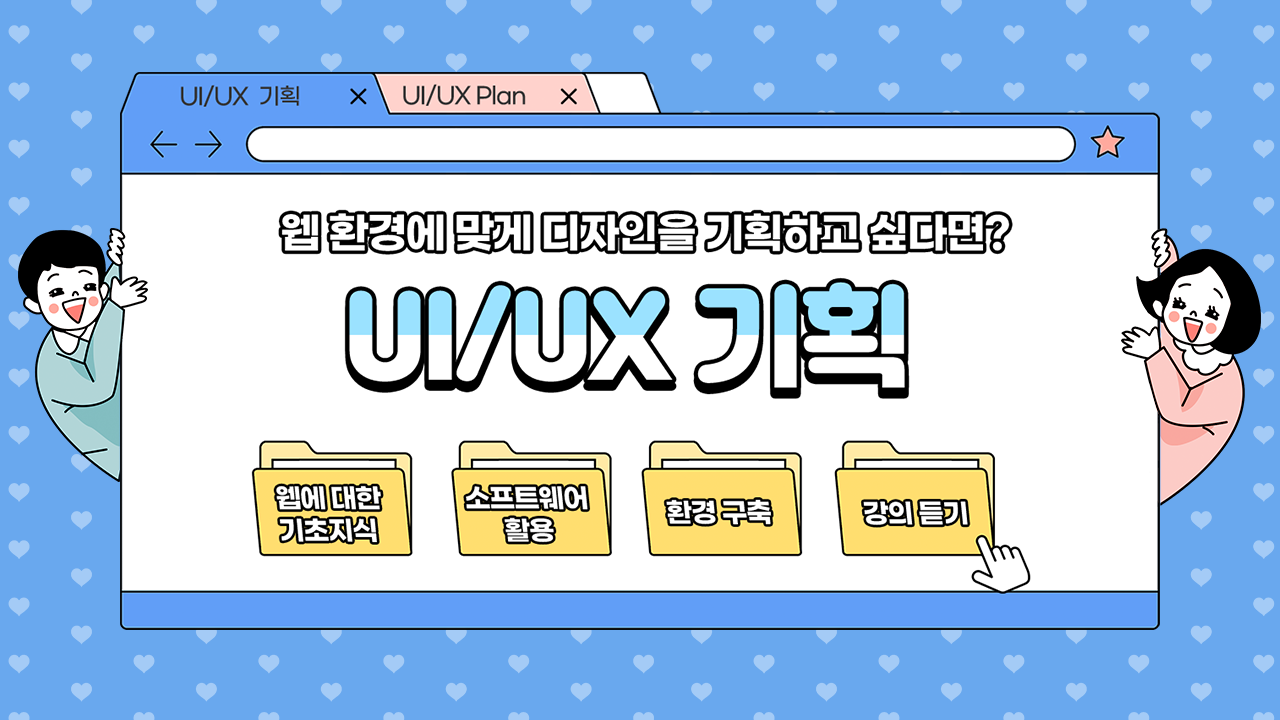 UI/UX 기획
UI/UX Plan
웹 환경에 맞게 디자인을 기획하고 싶다면?
UI/UX 기획
웹에 대한
기초지식
소프트웨어
활용
환경 구축
강의 듣기